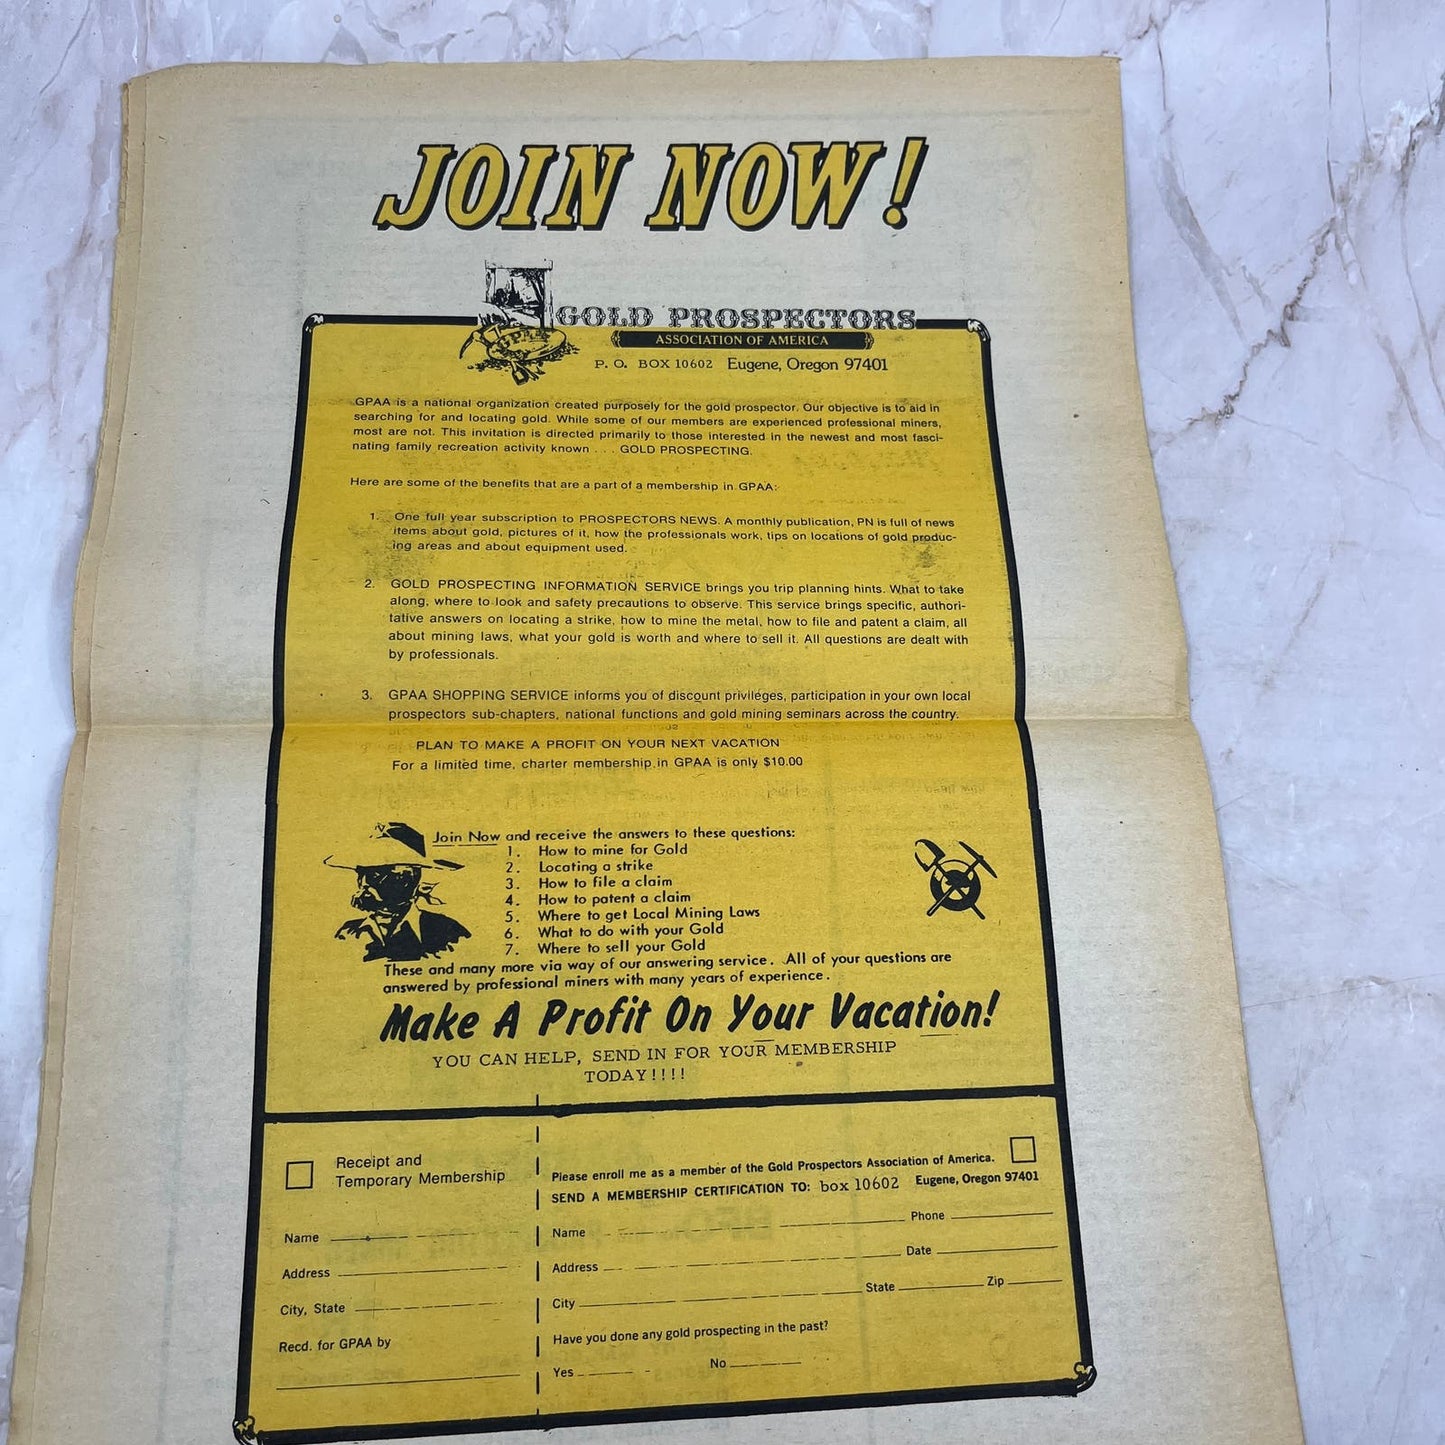 JOIN NOW!
GPAA
GOLD PROSPECTORS
ASSOCIATION OF AMERICA
P. O. BOX 10602 Eugene, Oregon 97401
GPAA is a national organization created purposely for the gold prospector. Our objective is to aid in
searching for and locating gold. While some of our members are experienced professional miners,
most are not. This invitation is directed primarily to those interested in the newest and most fasci-
nating family recreation activity known . . . GOLD PROSPECTING.
Here are some of the benefits that are a part of a membership in GPAA:
1. One full year subscription to PROSPECTORS NEWS. A monthly publication, PN is full of news
items about gold, pictures of it, how the professionals work, tips on locations of gold produc-
ing areas and about equipment used.
2. GOLD PROSPECTING INFORMATION SERVICE brings you trip planning hints. What to take
along, where to look and safety precautions to observe. This service brings specific, authori-
tative answers on locating a strike, how to mine the metal, how to file and patent a claim, all
about mining laws, what your gold is worth and where to sell it. All questions are dealt with
by professionals.
3. GPAA SHOPPING SERVICE informs you of discount privileges, participation in your own local
prospectors sub-chapters, national functions and gold mining seminars across the country.
PLAN TO MAKE A PROFIT ON YOUR NEXT VACATION
For a limited time, charter membership in GPAA is only $10.00
Join Now and receive the answers to these questions:
1. How to mine for Gold
2. Locating a strike
3. How to file a claim
4. How to patent a claim
5. Where to get Local Mining Laws
6. What to do with your Gold
7. Where to sell your Gold
These and many more via way of our answering service. All of your questions are
answered by professional miners with many years of experience.
Make A Profit On Your Vacation!
YOU CAN HELP, SEND IN FOR YOUR MEMBERSHIP
TODAY!!!!
Receipt and
Temporary Membership
Name
Address
City, State
Recd. for GPAA by
Please enroll me as a member of the Gold Prospectors Association of America.
SEND A MEMBERSHIP CERTIFICATION TO: box 10602 Eugene, Oregon 97401
Name Phone
Address Date
City State Zip
Have you done any gold prospecting in the past?
Yes No